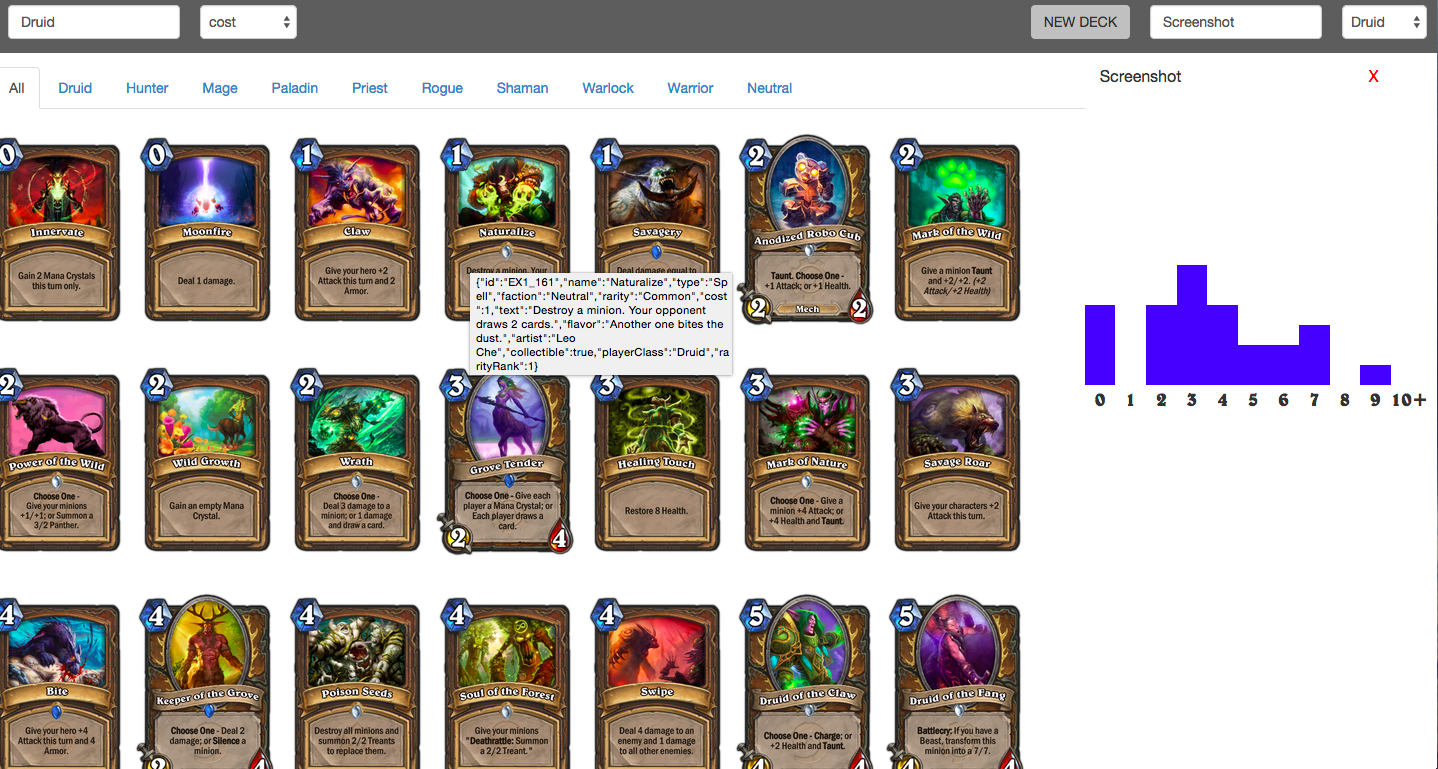 Druid
cost
NEW DECK
Screenshot
Druid
All
Druid
Hunter
Mage
Paladin
Priest
Rogue
Shaman
Warlock
Warrior
Neutral
Screenshot
X
0
Innervate
Gain 2 Mana Crystals
this turn only.
0
Moonfire
Deal 1 damage.
1
Claw
Give your hero +2
Attack this turn and 2
Armor.
1
Naturalize
Destroy a minion. Your
1
Savagery
Deal damage equal to
2
Anodized Robo Cub
Taunt. Choose One -
+1 Attack; or +1 Health.
2
Mech
2
2
Mark of the Wild
Give a minion Taunt
and +2/+2. (+2
Attack/+2 Health)
{"id":"EX1_161","name":"Naturalize","type":"Sp
ell","faction":"Neutral","rarity":"Common","cost
":1,"text":"Destroy a minion. Your opponent
draws 2 cards.","flavor":"Another one bites the
dust.","artist":"Leo
Che","collectible":true,"playerClass":"Druid","ra
rityRank":1}
2
Power of the Wild
Choose One -
Give your minions
+1/+1; or Summon a
3/2 Panther.
2
Wild Growth
Gain an empty Mana
Crystal.
2
Wrath
Choose One -
Deal 3 damage to a
minion; or 1 damage
and draw a card.
3
Grove Tender
Choose One - Give each
player a Mana Crystal; or
Each player draws a
card.
2
4
3
Healing Touch
Restore 8 Health.
3
Mark of Nature
Choose One - Give a
minion +4 Attack; or
+4 Health and Taunt.
3
Savage Roar
Give your characters +2
Attack this turn.
0 1 2 3 4 5 6 7 8 9 10+
4
Bite
Give your hero +4
Attack this turn and 4
Armor.
4
Keeper of the Grove
Choose One - Deal 2
damage; or Silence a
minion.
2
4
4
Poison Seeds
Destroy all minions and
summon 2/2 Treants
to replace them.
4
Soul of the Forest
Give your minions
"Deathrattle: Summon
a 2/2 Treant."
4
Swipe
Deal 4 damage to an
enemy and 1 damage
to all other enemies.
5
Druid of the Claw
Choose One - Charge; or
+2 Health and Taunt.
4
4
5
Druid of the Fang
Battlecry: If you have a
Beast, transform this
minion into a 7/7.
4
4